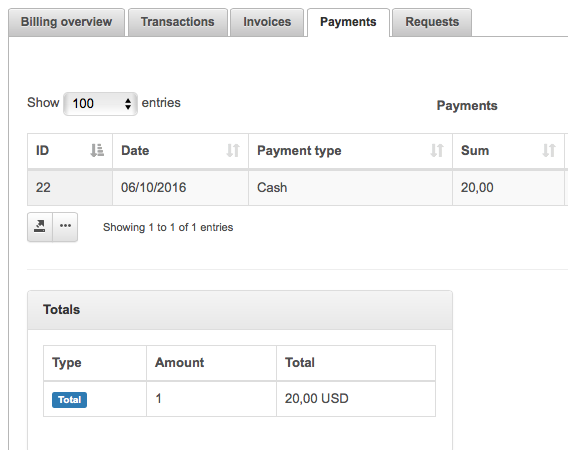 Billing overview Transactions Invoices Payments Requests
Show 100 entries
Payments
ID Date Payment type Sum
22 06/10/2016 Cash 20,00
Showing 1 to 1 of 1 entries
Totals
Type Amount Total
Total 1 20,00 USD